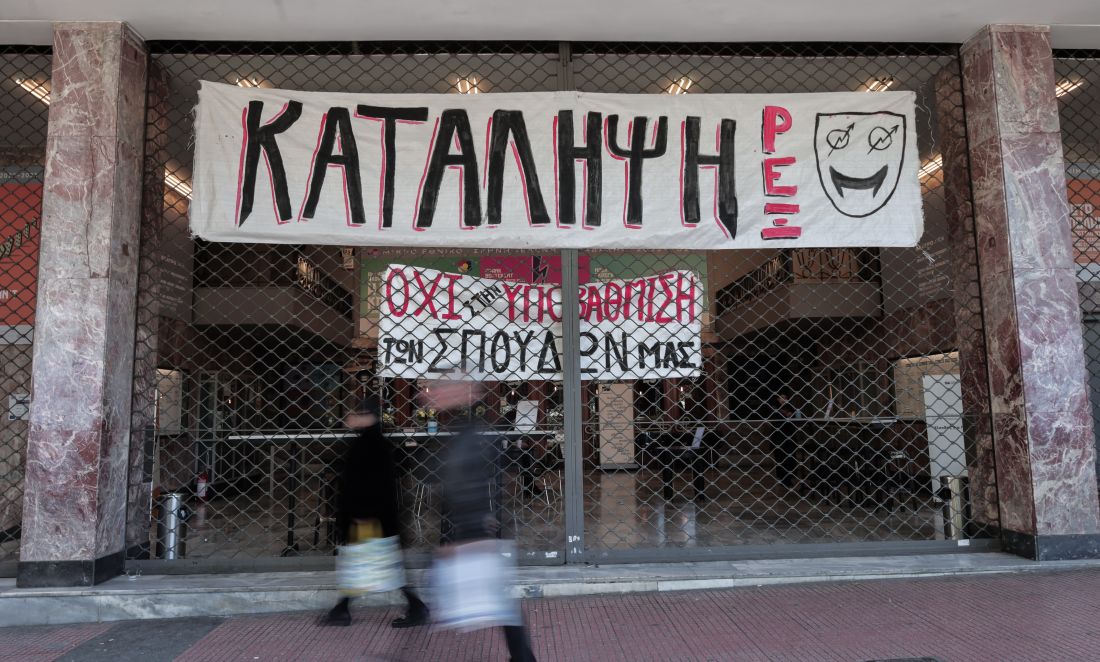 ΚΑΤΑΛΗΨΗ
ΡΕΞ
ΟΧΙ ΣΤΗΝ ΥΠΟΒΑΘΜΙΣΗ
ΤΩΝ ΣΠΟΥΔΩΝ ΜΑΣ